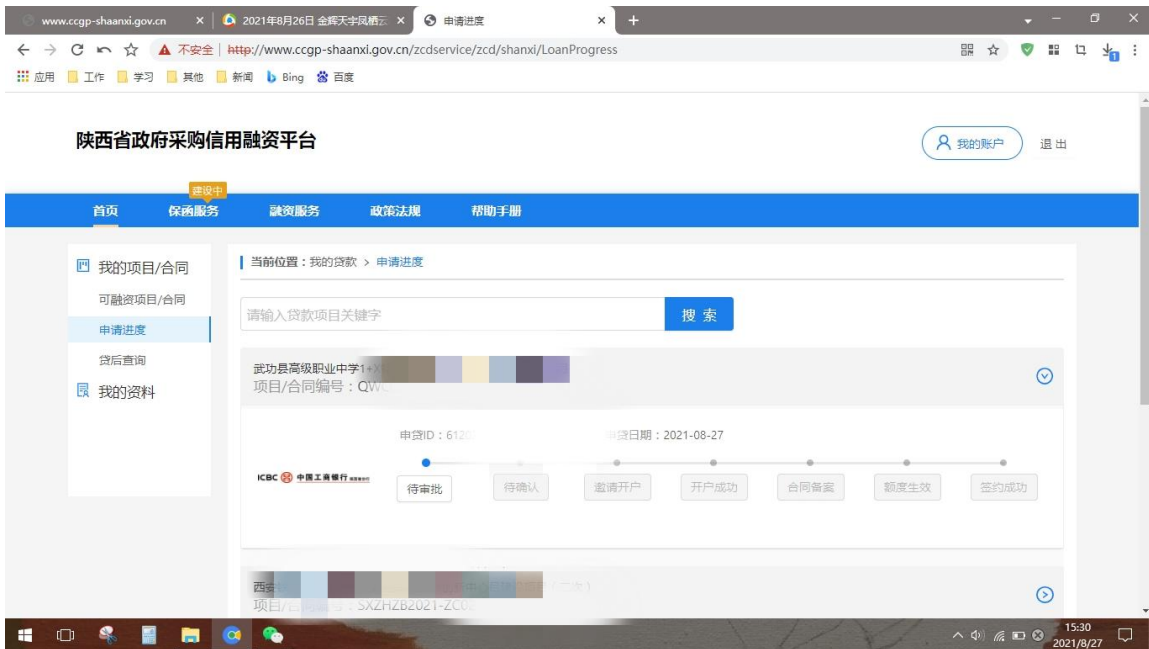 www.ccgp-shaanxi.gov.cn
2021年8月26日 金辉天宇凤栖云
申请进度
不安全 http://www.ccgp-shaanxi.gov.cn/zcdservice/zcd/shanxi/LoanProgress
应用 工作 学习 其他 新闻 Bing 百度
陕西省政府采购信用融资平台
我的账户 退出
建设中
首页 保函服务 融资服务 政策法规 帮助手册
我的项目/合同
可融资项目/合同
申请进度
贷后查询
我的资料
当前位置：我的贷款 > 申请进度
请输入贷款项目关键字
搜索
武功县高级职业中学1+X
项目/合同编号：QW
申贷ID：612
申贷日期：2021-08-27
ICBC 中国工商银行
待审批 待确认 邀请开户 开户成功 合同备案 额度生效 签约成功
西安
项目/ 号：SXZHZB2021-ZC0
15:30
2021/8/27